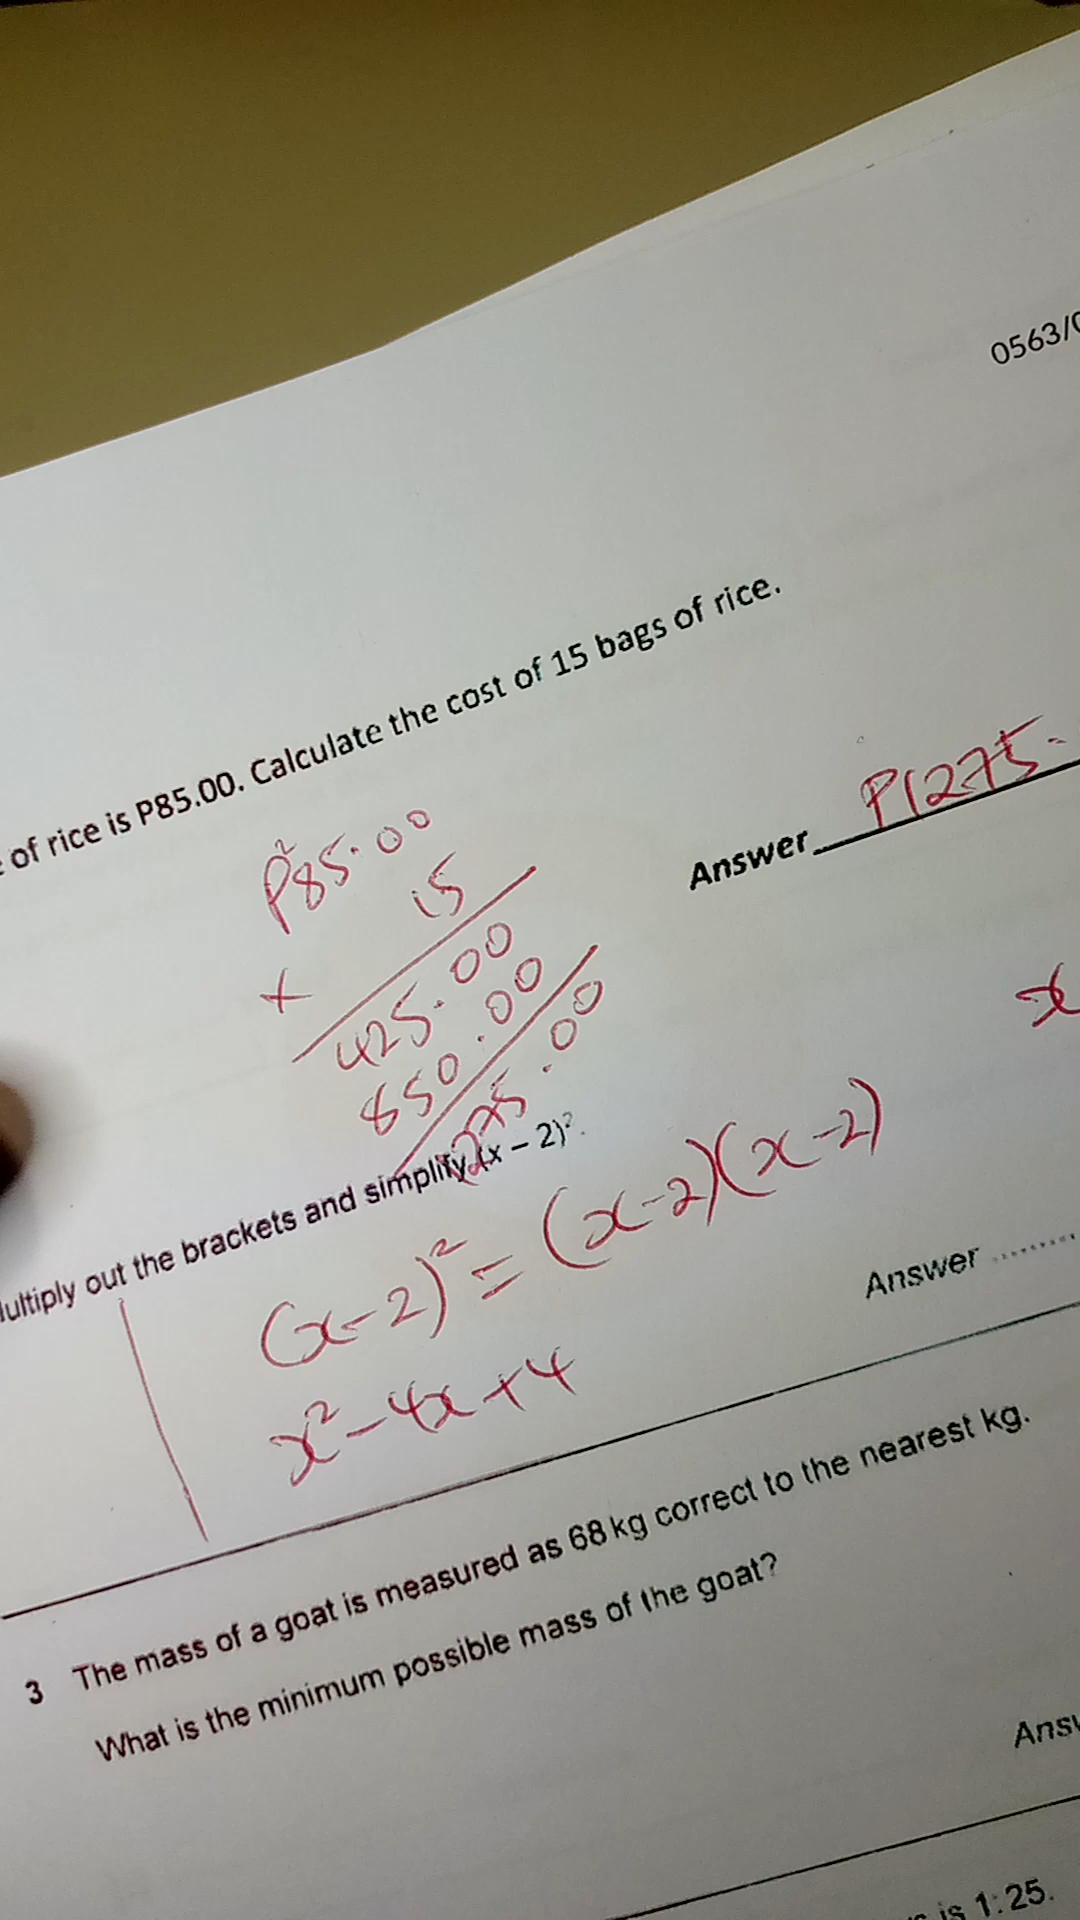 0563/
of rice is P85.00. Calculate the cost of 15 bags of rice.
P85.00
15
+
425.00
850.00
1275.00
Answer P1275.
x
Multiply out the brackets and simplify (x – 2)².
(x-2)² = (x-2)(x-2)
x²-4x+4
Answer ........
3 The mass of a goat is measured as 68 kg correct to the nearest kg.
What is the minimum possible mass of the goat?
Answ
is 1:25.